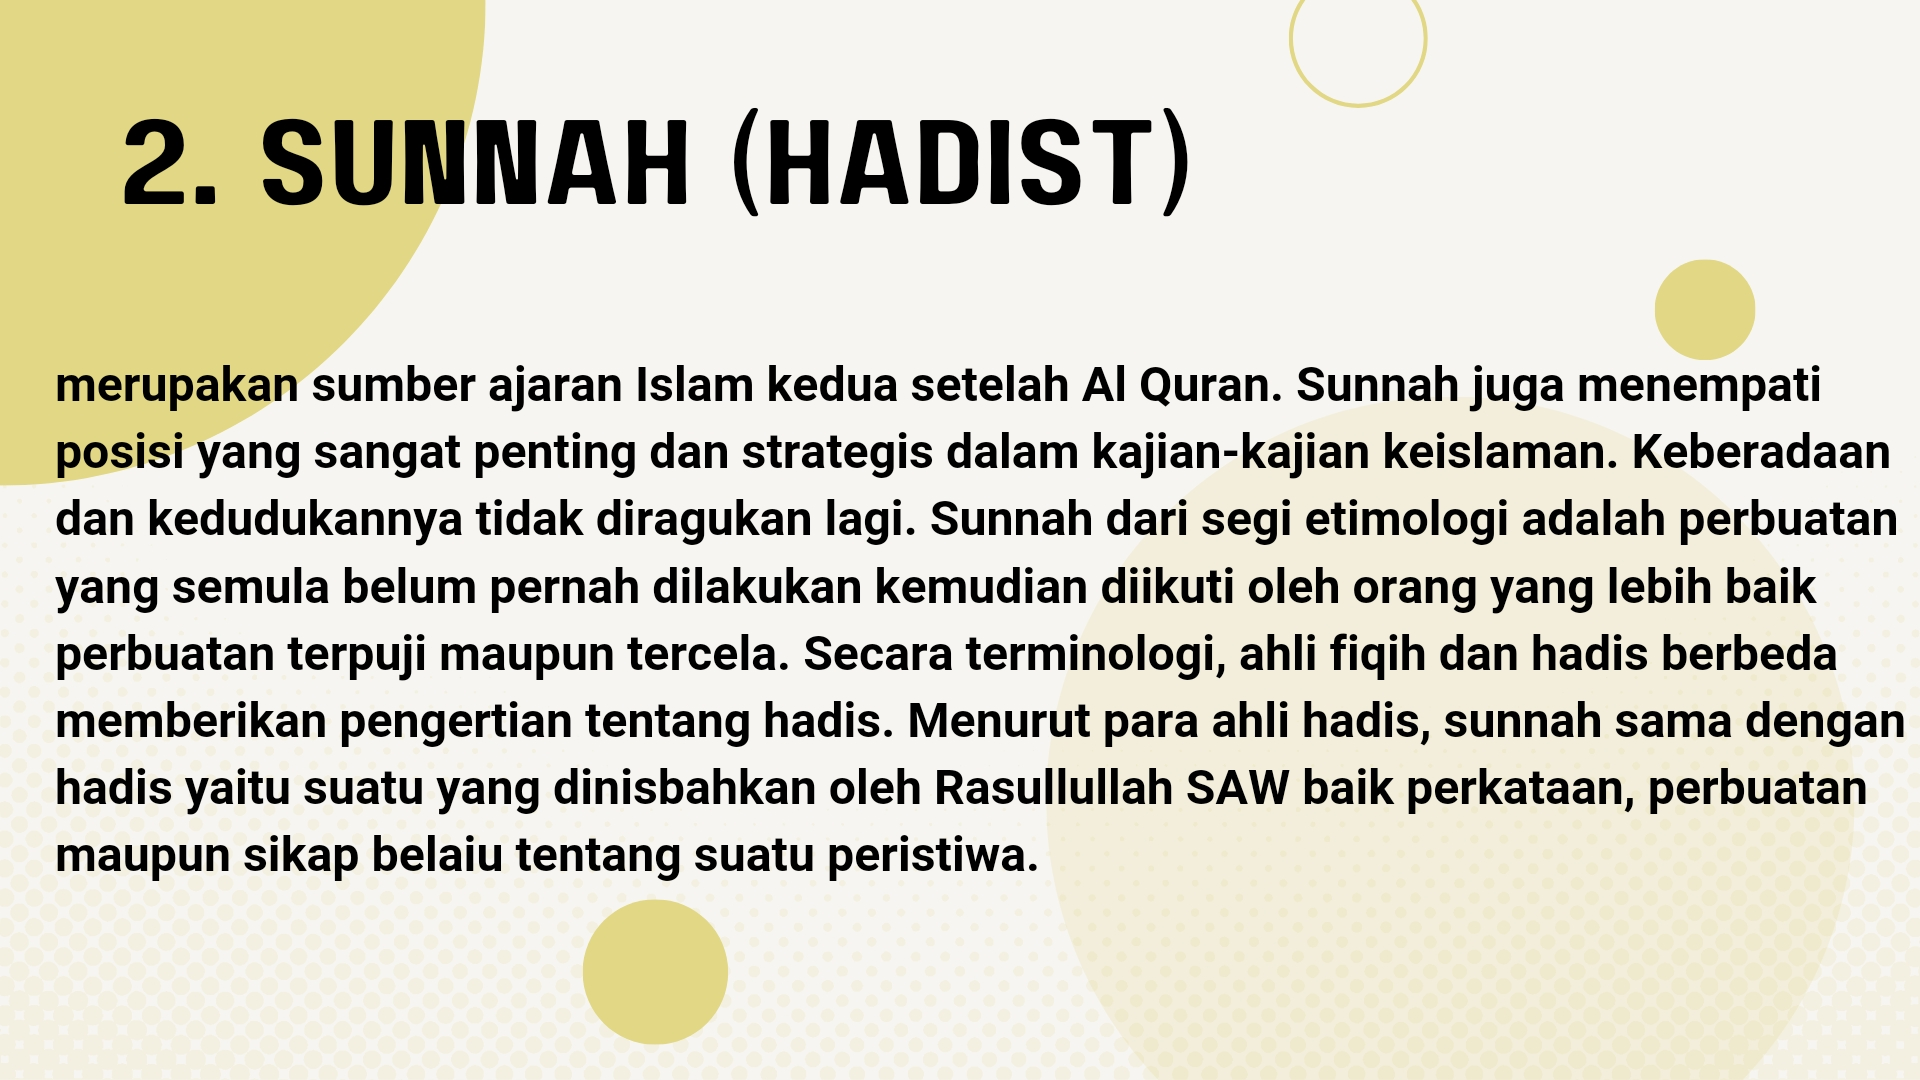 2. SUNNAH (HADIST)
merupakan sumber ajaran Islam kedua setelah Al Quran. Sunnah juga menempati
posisi yang sangat penting dan strategis dalam kajian-kajian keislaman. Keberadaan
dan kedudukannya tidak diragukan lagi. Sunnah dari segi etimologi adalah perbuatan
yang semula belum pernah dilakukan kemudian diikuti oleh orang yang lebih baik
perbuatan terpuji maupun tercela. Secara terminologi, ahli fiqih dan hadis berbeda
memberikan pengertian tentang hadis. Menurut para ahli hadis, sunnah sama dengan
hadis yaitu suatu yang dinisbahkan oleh Rasullullah SAW baik perkataan, perbuatan
maupun sikap belaiu tentang suatu peristiwa.